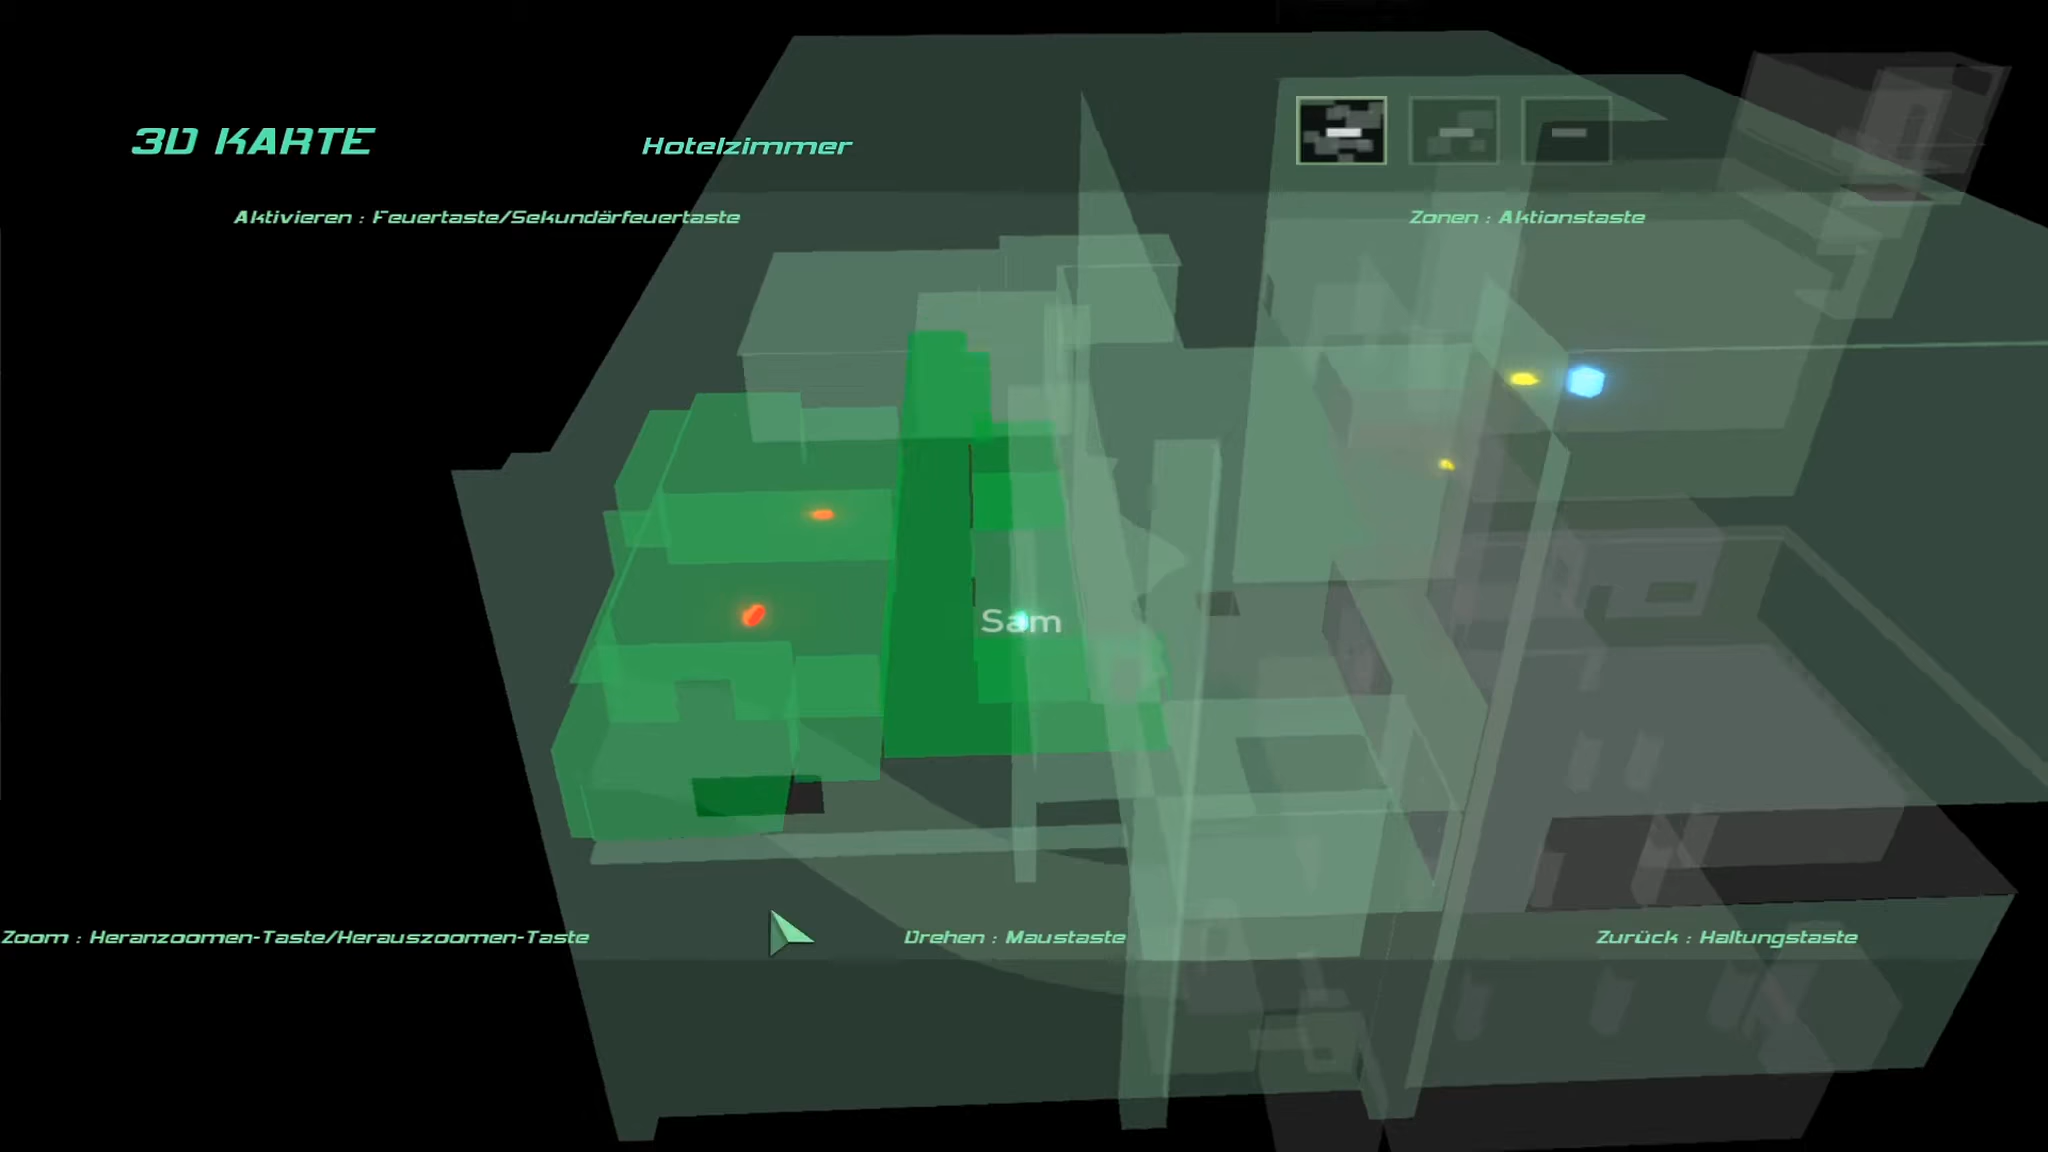 3D KARTE
Hotelzimmer
Aktivieren : Feuertaste/Sekundärfeuertaste
Zonen : Aktionstaste
Sam
Zoom : Heranzoomen-Taste/Herauszoomen-Taste
Drehen : Maustaste
Zurück : Haltungstaste